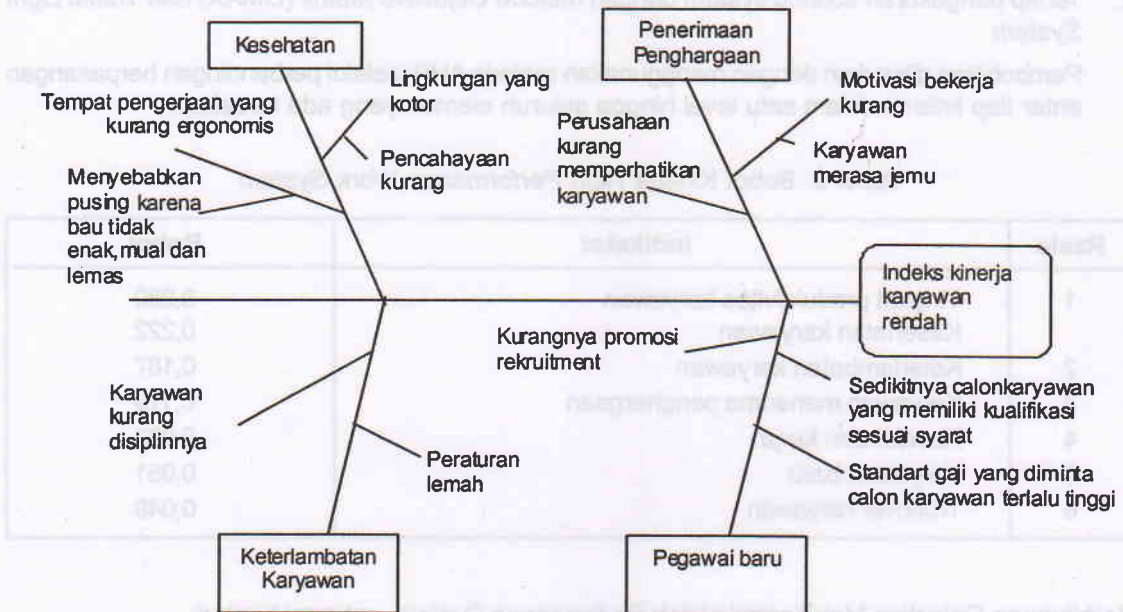 Kesehatan
Penerimaan
Penghargaan
Lingkungan yang
kotor
Tempat pengerjaan yang
kurang ergonomis
Pencahayaan
kurang
Menyebabkan
pusing karena
bau tidak
enak,mual dan
lemas
Motivasi bekerja
kurang
Perusahaan
kurang
memperhatikan
karyawan
Karyawan
merasa jemu
Indeks kinerja
karyawan
rendah
Kurangnya promosi
rekruitment
Karyawan
kurang
disiplinnya
Peraturan
lemah
Sedikitnya calonkaryawan
yang memiliki kualifikasi
sesuai syarat
Standart gaji yang diminta
calon karyawan terlalu tinggi
Keterlambatan
Karyawan
Pegawai baru